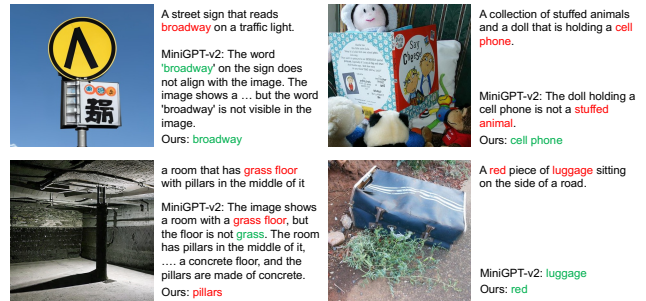 A street sign that reads
broadway on a traffic light.
MiniGPT-v2: The word
'broadway' on the sign does
not align with the image. The
image shows a … but the word
'broadway' is not visible in the
image.
Ours: broadway
Say
Cheese!
A collection of stuffed animals
and a doll that is holding a cell
phone.
MiniGPT-v2: The doll holding a
cell phone is not a stuffed
animal.
Ours: cell phone
a room that has grass floor
with pillars in the middle of it
MiniGPT-v2: The image shows
a room with a grass floor, but
the floor is not grass. The room
has pillars in the middle of it,
…. a concrete floor, and the
pillars are made of concrete.
Ours: pillars
A red piece of luggage sitting
on the side of a road.
MiniGPT-v2: luggage
Ours: red